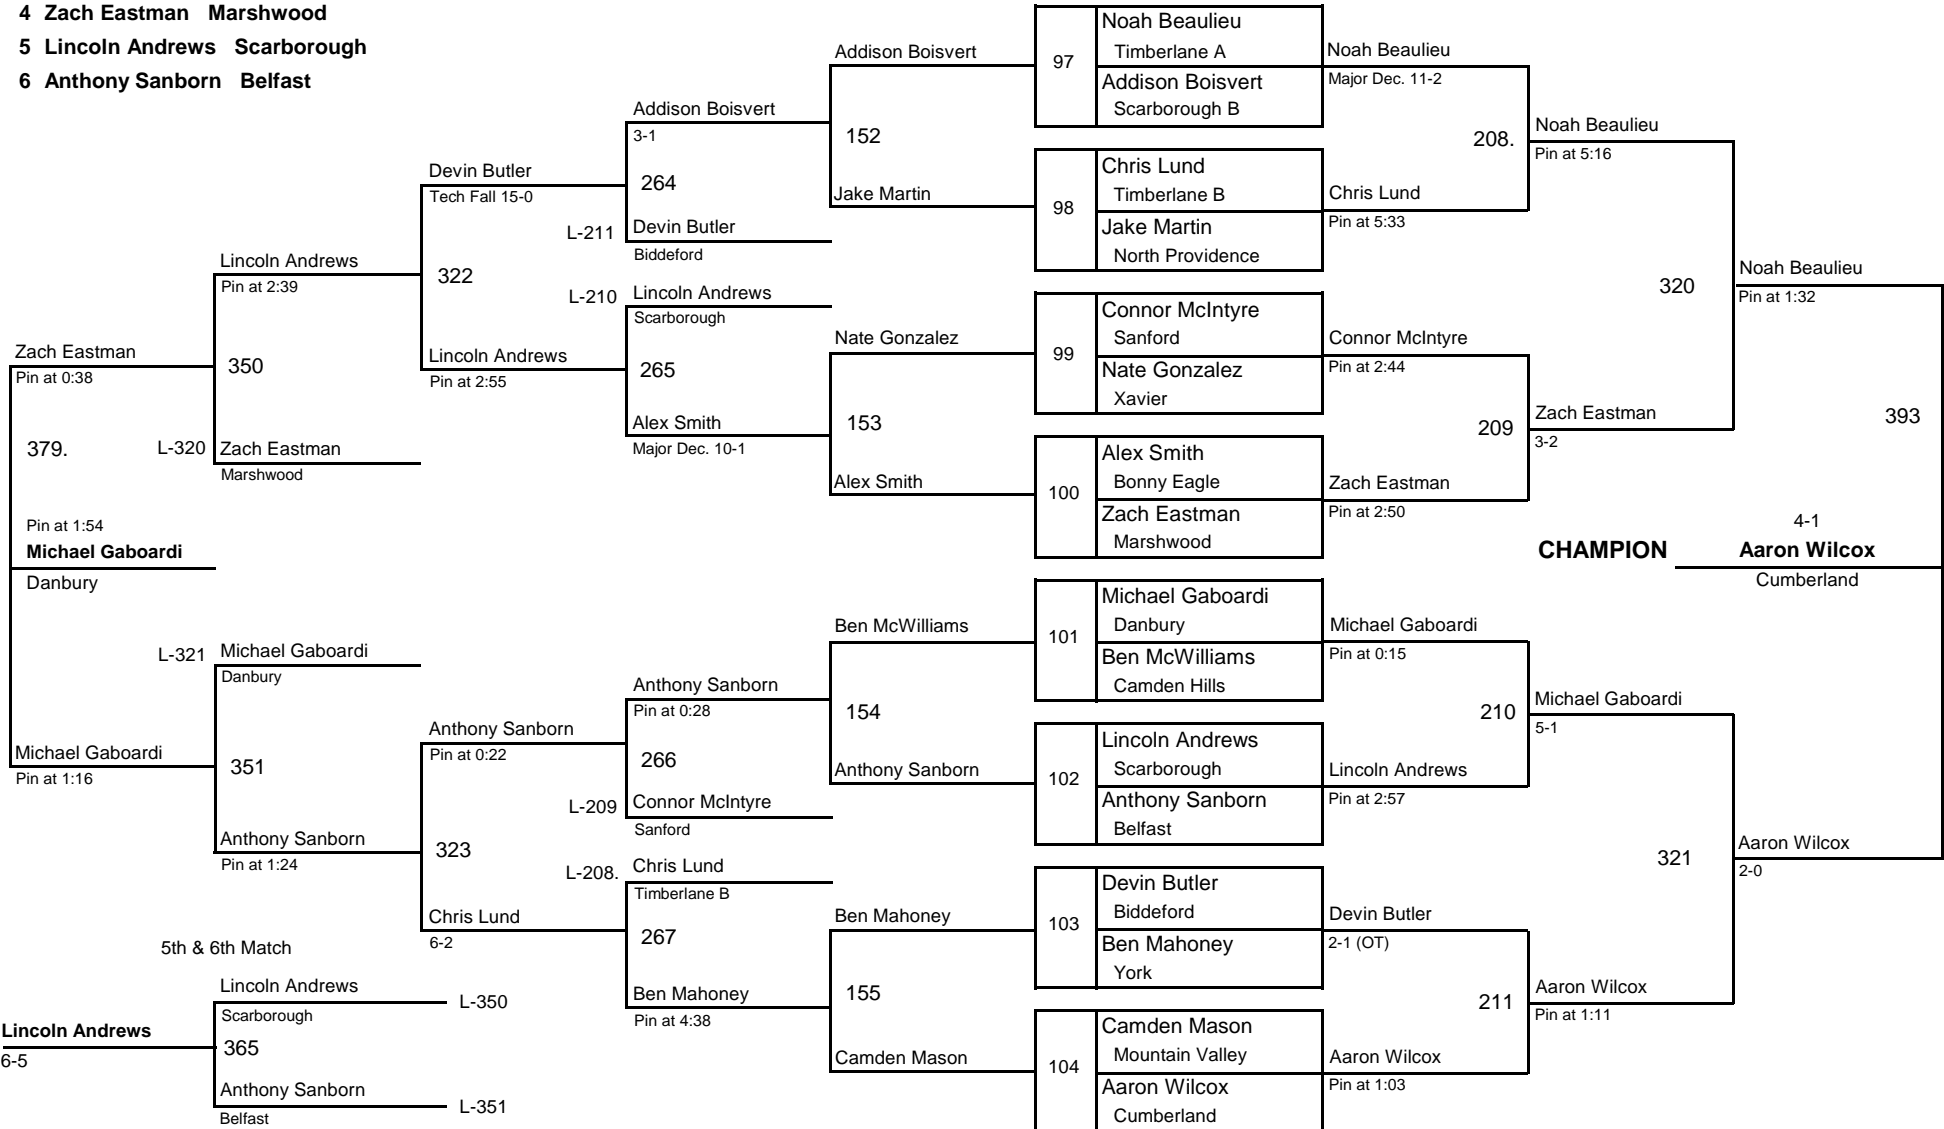 4 Zach Eastman Marshwood
5 Lincoln Andrews Scarborough
6 Anthony Sanborn Belfast
Noah Beaulieu
Timberlane A
97
Addison Boisvert
Scarborough B
Chris Lund
Timberlane B
98
Jake Martin
North Providence
Connor McIntyre
Sanford
99
Nate Gonzalez
Xavier
Alex Smith
Bonny Eagle
100
Zach Eastman
Marshwood
Michael Gaboardi
Danbury
101
Ben McWilliams
Camden Hills
Lincoln Andrews
Scarborough
102
Anthony Sanborn
Belfast
Devin Butler
Biddeford
103
Ben Mahoney
York
Camden Mason
Mountain Valley
104
Aaron Wilcox
Cumberland
Noah Beaulieu
Major Dec. 11-2
208.
Chris Lund
Pin at 5:33
Connor McIntyre
Pin at 2:44
209
Zach Eastman
Pin at 2:50
Michael Gaboardi
Pin at 0:15
210
Lincoln Andrews
Pin at 2:57
Devin Butler
2-1 (OT)
211
Aaron Wilcox
Pin at 1:03
Noah Beaulieu
Pin at 5:16
320
Zach Eastman
3-2
Michael Gaboardi
5-1
321
Aaron Wilcox
Pin at 1:11
Noah Beaulieu
Pin at 1:32
393
4-1
CHAMPION Aaron Wilcox
Cumberland
Aaron Wilcox
2-0
Addison Boisvert
152
Jake Martin
Nate Gonzalez
153
Alex Smith
Ben McWilliams
154
Anthony Sanborn
Ben Mahoney
155
Camden Mason
Addison Boisvert
3-1
264
L-211 Devin Butler
Biddeford
L-210 Lincoln Andrews
Scarborough
265
Alex Smith
Major Dec. 10-1
Anthony Sanborn
Pin at 0:28
266
L-209 Connor McIntyre
Sanford
L-208. Chris Lund
Timberlane B
267
Ben Mahoney
Pin at 4:38
Devin Butler
Tech Fall 15-0
322
Lincoln Andrews
Pin at 2:55
Anthony Sanborn
Pin at 0:22
323
Chris Lund
6-2
Lincoln Andrews
Pin at 2:39
350
L-320 Zach Eastman
Marshwood
L-321 Michael Gaboardi
Danbury
351
Anthony Sanborn
Pin at 1:24
Zach Eastman
Pin at 0:38
379.
Pin at 1:54
Michael Gaboardi
Danbury
Michael Gaboardi
Pin at 1:16
5th & 6th Match
Lincoln Andrews
L-350
Scarborough
Lincoln Andrews
365
6-5
Anthony Sanborn
L-351
Belfast